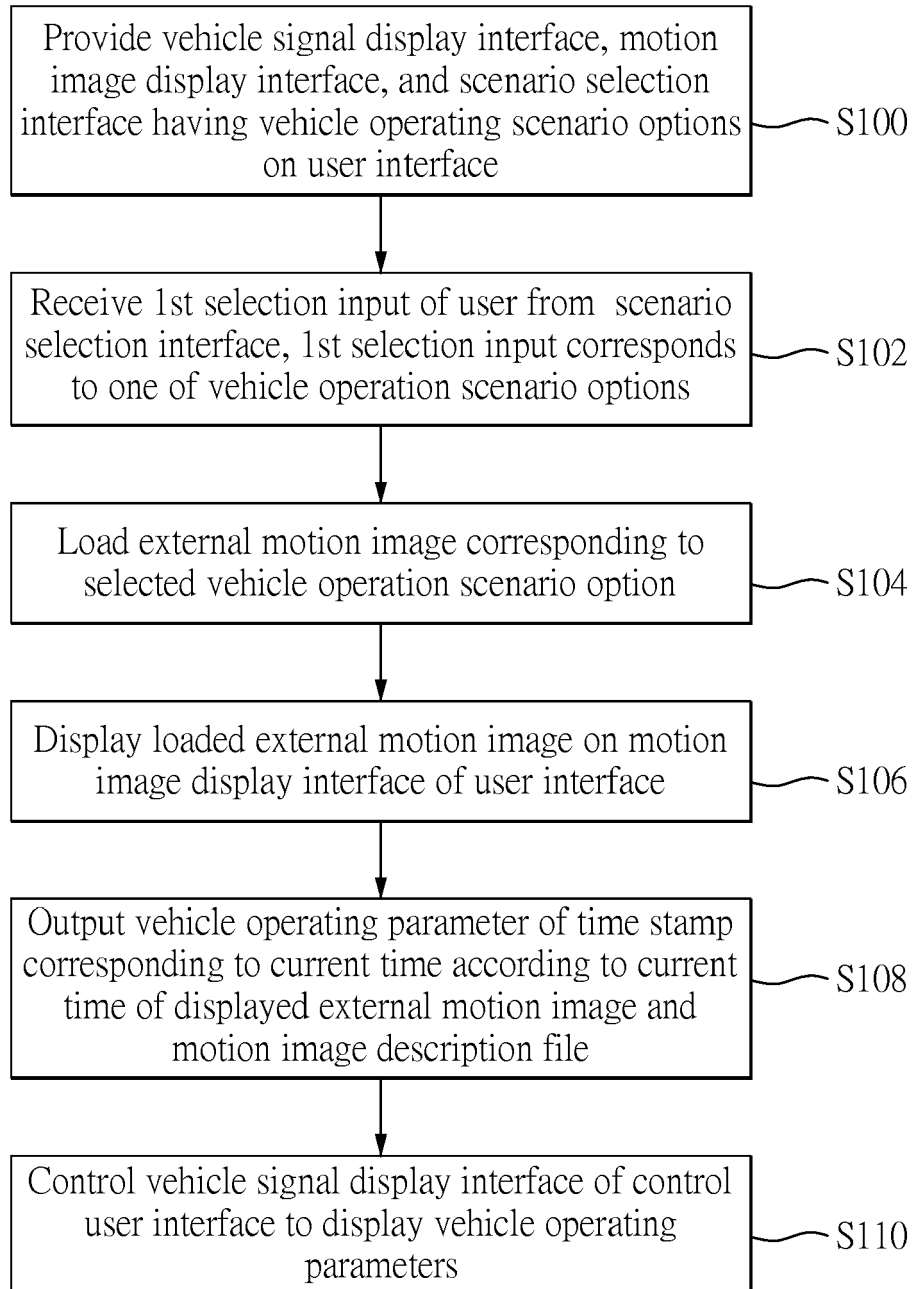 Provide vehicle signal display interface, motion
image display interface, and scenario selection
interface having vehicle operating scenario options
on user interface
S100
Receive 1st selection input of user from scenario
selection interface, 1st selection input corresponds
to one of vehicle operation scenario options
S102
Load external motion image corresponding to
selected vehicle operation scenario option
S104
Display loaded external motion image on motion
image display interface of user interface
S106
Output vehicle operating parameter of time stamp
corresponding to current time according to current
time of displayed external motion image and
motion image description file
S108
Control vehicle signal display interface of control
user interface to display vehicle operating
parameters
S110